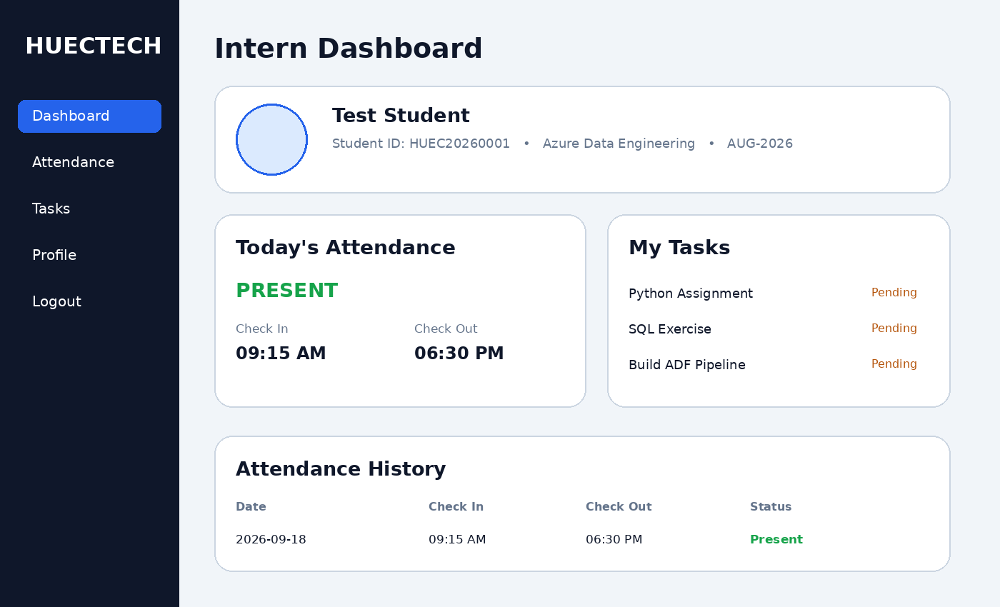 HUECTECH
Dashboard
Attendance
Tasks
Profile
Logout
Intern Dashboard
Test Student
Student ID: HUEC20260001 • Azure Data Engineering • AUG-2026
Today's Attendance
PRESENT
Check In Check Out
09:15 AM 06:30 PM
My Tasks
Python Assignment Pending
SQL Exercise Pending
Build ADF Pipeline Pending
Attendance History
Date Check In Check Out Status
2026-09-18 09:15 AM 06:30 PM Present